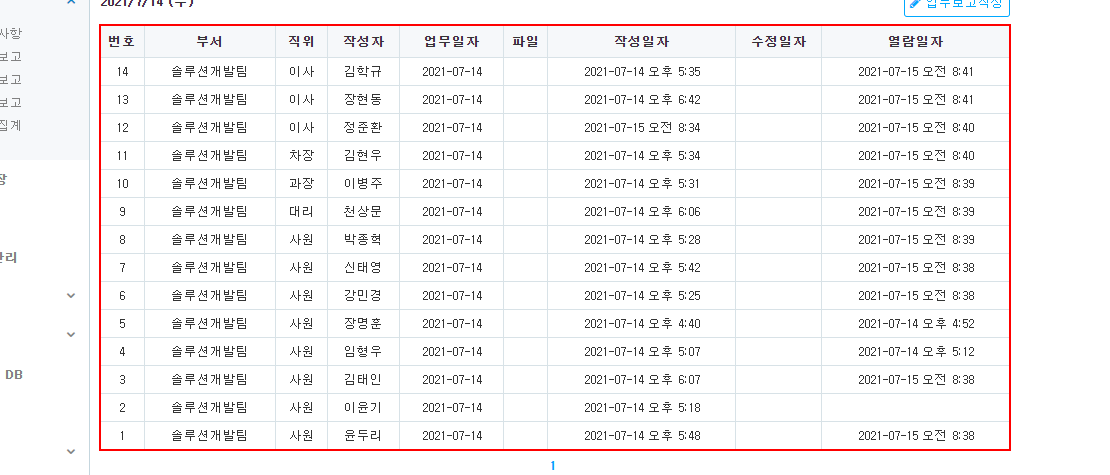 2021/7/14 (수)
업무보고작성
사항
보고
보고
보고
집계
장
관리
DB
번호 부서 직위 작성자 업무일자 파일 작성일자 수정일자 열람일자
14 솔루션개발팀 이사 김학규 2021-07-14 2021-07-14 오후 5:35 2021-07-15 오전 8:41
13 솔루션개발팀 이사 장현동 2021-07-14 2021-07-14 오후 6:42 2021-07-15 오전 8:41
12 솔루션개발팀 이사 정준환 2021-07-14 2021-07-15 오전 8:34 2021-07-15 오전 8:40
11 솔루션개발팀 차장 김현우 2021-07-14 2021-07-14 오후 5:34 2021-07-15 오전 8:40
10 솔루션개발팀 과장 이병주 2021-07-14 2021-07-14 오후 5:31 2021-07-15 오전 8:39
9 솔루션개발팀 대리 천상문 2021-07-14 2021-07-14 오후 6:06 2021-07-15 오전 8:39
8 솔루션개발팀 사원 박종혁 2021-07-14 2021-07-14 오후 5:28 2021-07-15 오전 8:39
7 솔루션개발팀 사원 신태영 2021-07-14 2021-07-14 오후 5:42 2021-07-15 오전 8:38
6 솔루션개발팀 사원 강민경 2021-07-14 2021-07-14 오후 5:25 2021-07-15 오전 8:38
5 솔루션개발팀 사원 장명훈 2021-07-14 2021-07-14 오후 4:40 2021-07-14 오후 4:52
4 솔루션개발팀 사원 임형우 2021-07-14 2021-07-14 오후 5:07 2021-07-14 오후 5:12
3 솔루션개발팀 사원 김태인 2021-07-14 2021-07-14 오후 6:07 2021-07-15 오전 8:38
2 솔루션개발팀 사원 이윤기 2021-07-14 2021-07-14 오후 5:18
1 솔루션개발팀 사원 윤두리 2021-07-14 2021-07-14 오후 5:48 2021-07-15 오전 8:38
1